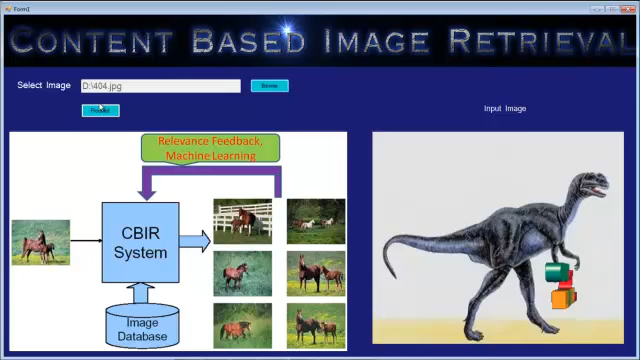 Form1
CONTENT BASED IMAGE RETRIEVAL
Select Image
D:\404.jpg
Browse
Input Image
Relevance Feedback,
Machine Learning
CBIR
System
Image
Database